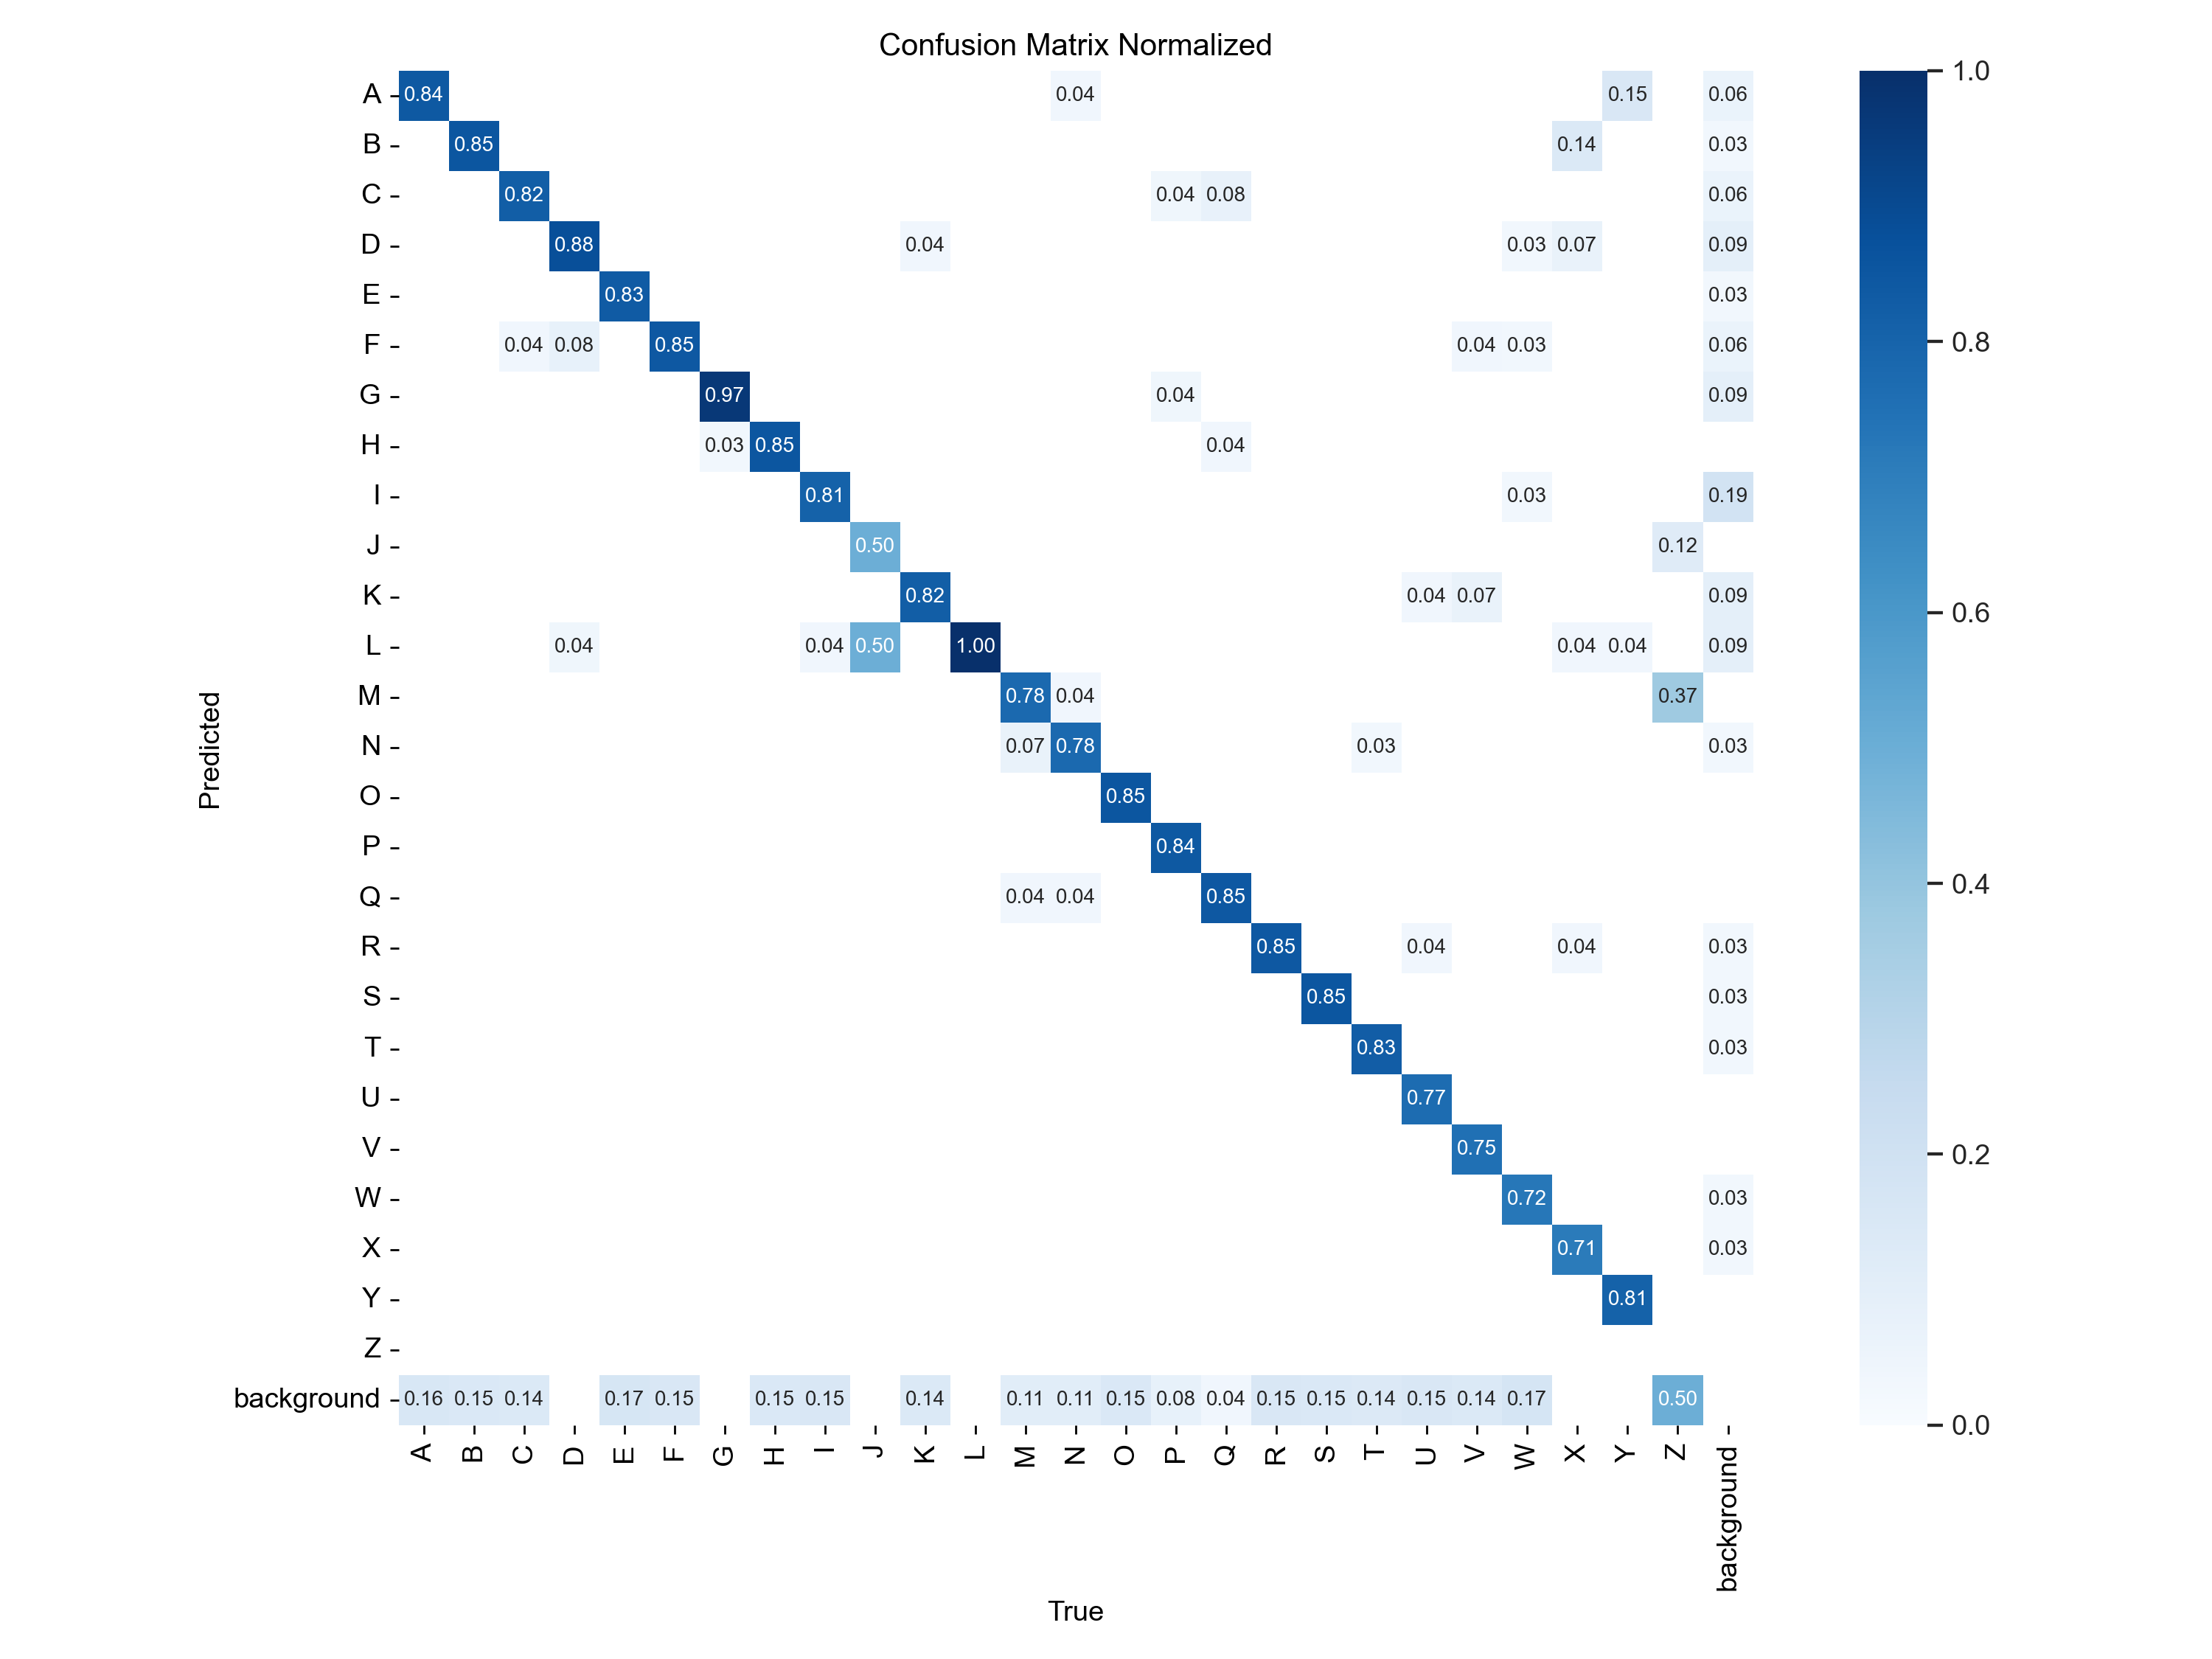 Confusion Matrix Normalized
A 0.84 0.04 0.15 0.06
B 0.85 0.14 0.03
C 0.82 0.04 0.08 0.06
D 0.88 0.04 0.03 0.07 0.09
E 0.83 0.03
F 0.04 0.08 0.85 0.04 0.03 0.06
G 0.97 0.04 0.09
H 0.03 0.85 0.04
I 0.81 0.03 0.19
J 0.50 0.12
K 0.82 0.04 0.07 0.09
L 0.04 0.04 0.50 1.00 0.04 0.04 0.09
M 0.78 0.04 0.37
N 0.07 0.78 0.03 0.03
O 0.85
P 0.84
Q 0.04 0.04 0.85
R 0.85 0.04 0.04 0.03
S 0.85 0.03
T 0.83 0.03
U 0.77
V 0.75
W 0.72 0.03
X 0.71 0.03
Y 0.81
Z
background 0.16 0.15 0.14 0.17 0.15 0.15 0.15 0.14 0.11 0.11 0.15 0.08 0.04 0.15 0.15 0.14 0.15 0.14 0.17 0.50
A B C D E F G H I J K L M N O P Q R S T U V W X Y Z background
True
Predicted
1.0
0.8
0.6
0.4
0.2
0.0